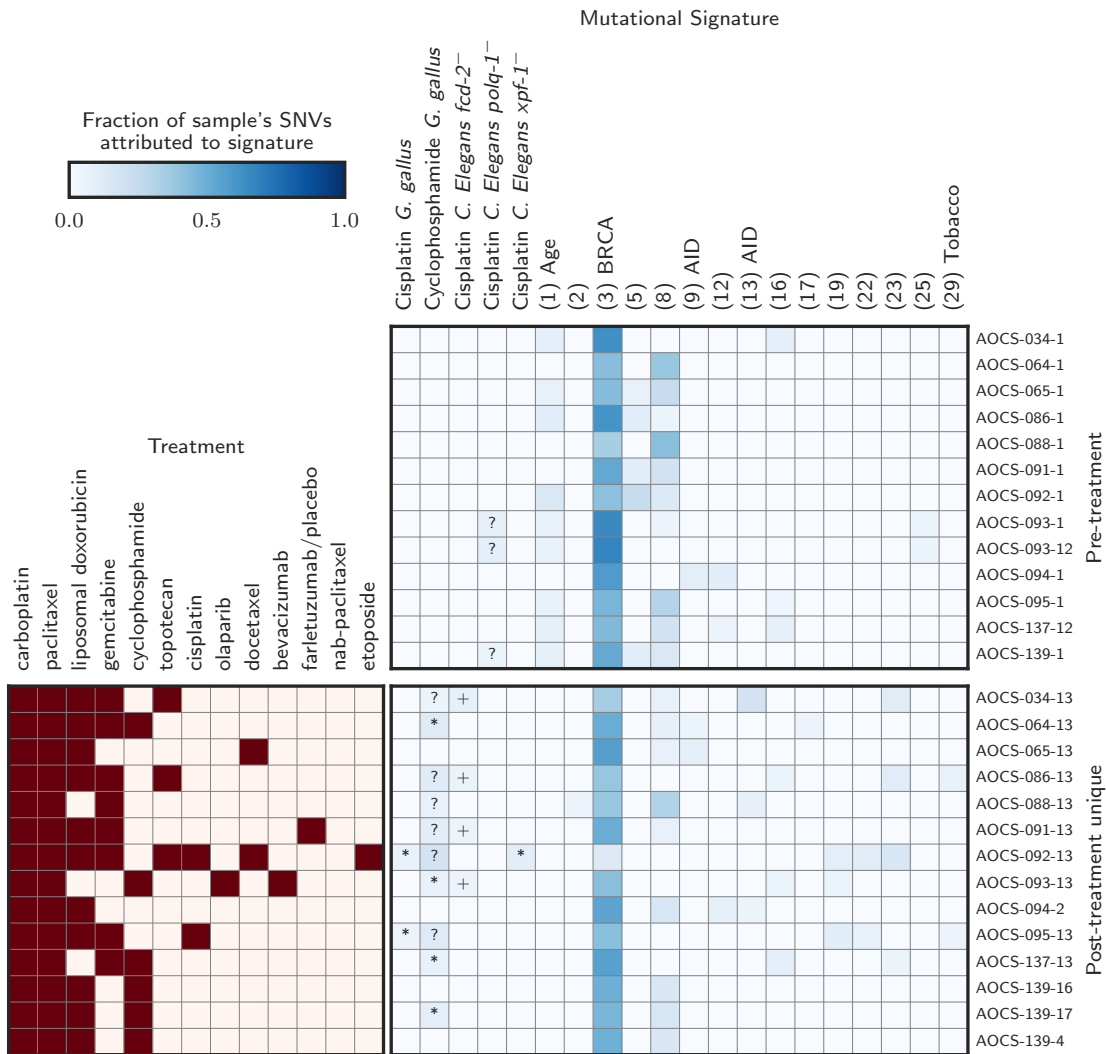 Mutational Signature
Fraction of sample's SNVs
attributed to signature
0.0 0.5 1.0
Cisplatin G. gallus
Cyclophosphamide G. gallus
Cisplatin C. Elegans fcd-2⁻
Cisplatin C. Elegans polq-1⁻
Cisplatin C. Elegans xpf-1⁻
(1) Age
(2)
(3) BRCA
(5)
(8)
(9) AID
(12)
(13) AID
(16)
(17)
(19)
(22)
(23)
(25)
(29) Tobacco
AOCS-034-1
AOCS-064-1
AOCS-065-1
AOCS-086-1
AOCS-088-1
AOCS-091-1
AOCS-092-1
? AOCS-093-1
? AOCS-093-12
AOCS-094-1
AOCS-095-1
AOCS-137-12
? AOCS-139-1
Pre-treatment
Treatment
carboplatin
paclitaxel
liposomal doxorubicin
gemcitabine
cyclophosphamide
topotecan
cisplatin
olaparib
docetaxel
bevacizumab
farletuzumab/placebo
nab-paclitaxel
etoposide
? + AOCS-034-13
* AOCS-064-13
AOCS-065-13
? + AOCS-086-13
? AOCS-088-13
? + AOCS-091-13
* ? * AOCS-092-13
* + AOCS-093-13
AOCS-094-2
* ? AOCS-095-13
* AOCS-137-13
AOCS-139-16
* AOCS-139-17
AOCS-139-4
Post-treatment unique